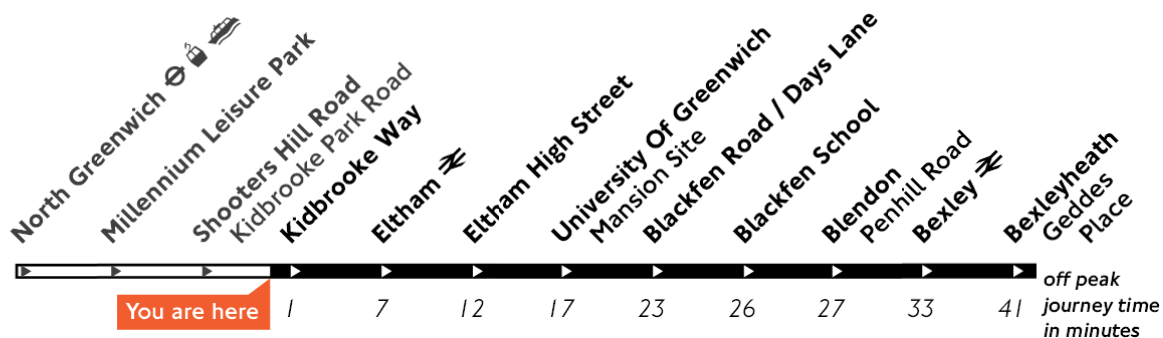 North Greenwich
Millennium Leisure Park
Shooters Hill Road
Kidbrooke Park Road
Kidbrooke Way
Eltham
Eltham High Street
University Of Greenwich
Mansion Site
Blackfen Road / Days Lane
Blackfen School
Blendon
Penhill Road
Bexley
Bexleyheath
Geddes
Place
You are here
1 7 12 17 23 26 27 33 41
off peak
journey time
in minutes